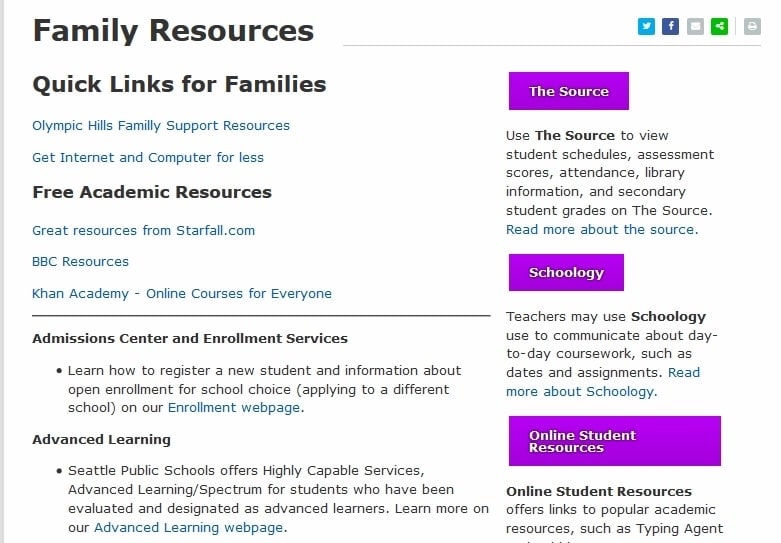 Family Resources
Quick Links for Families
Olympic Hills Familly Support Resources
Get Internet and Computer for less
Free Academic Resources
Great resources from Starfall.com
BBC Resources
Khan Academy - Online Courses for Everyone
Admissions Center and Enrollment Services
• Learn how to register a new student and information about
open enrollment for school choice (applying to a different
school) on our Enrollment webpage.
Advanced Learning
• Seattle Public Schools offers Highly Capable Services,
Advanced Learning/Spectrum for students who have been
evaluated and designated as advanced learners. Learn more on
our Advanced Learning webpage.
The Source
Use The Source to view
student schedules, assessment
scores, attendance, library
information, and secondary
student grades on The Source.
Read more about the source.
Schoology
Teachers may use Schoology
use to communicate about day-
to-day coursework, such as
dates and assignments. Read
more about Schoology.
Online Student
Resources
Online Student Resources
offers links to popular academic
resources, such as Typing Agent